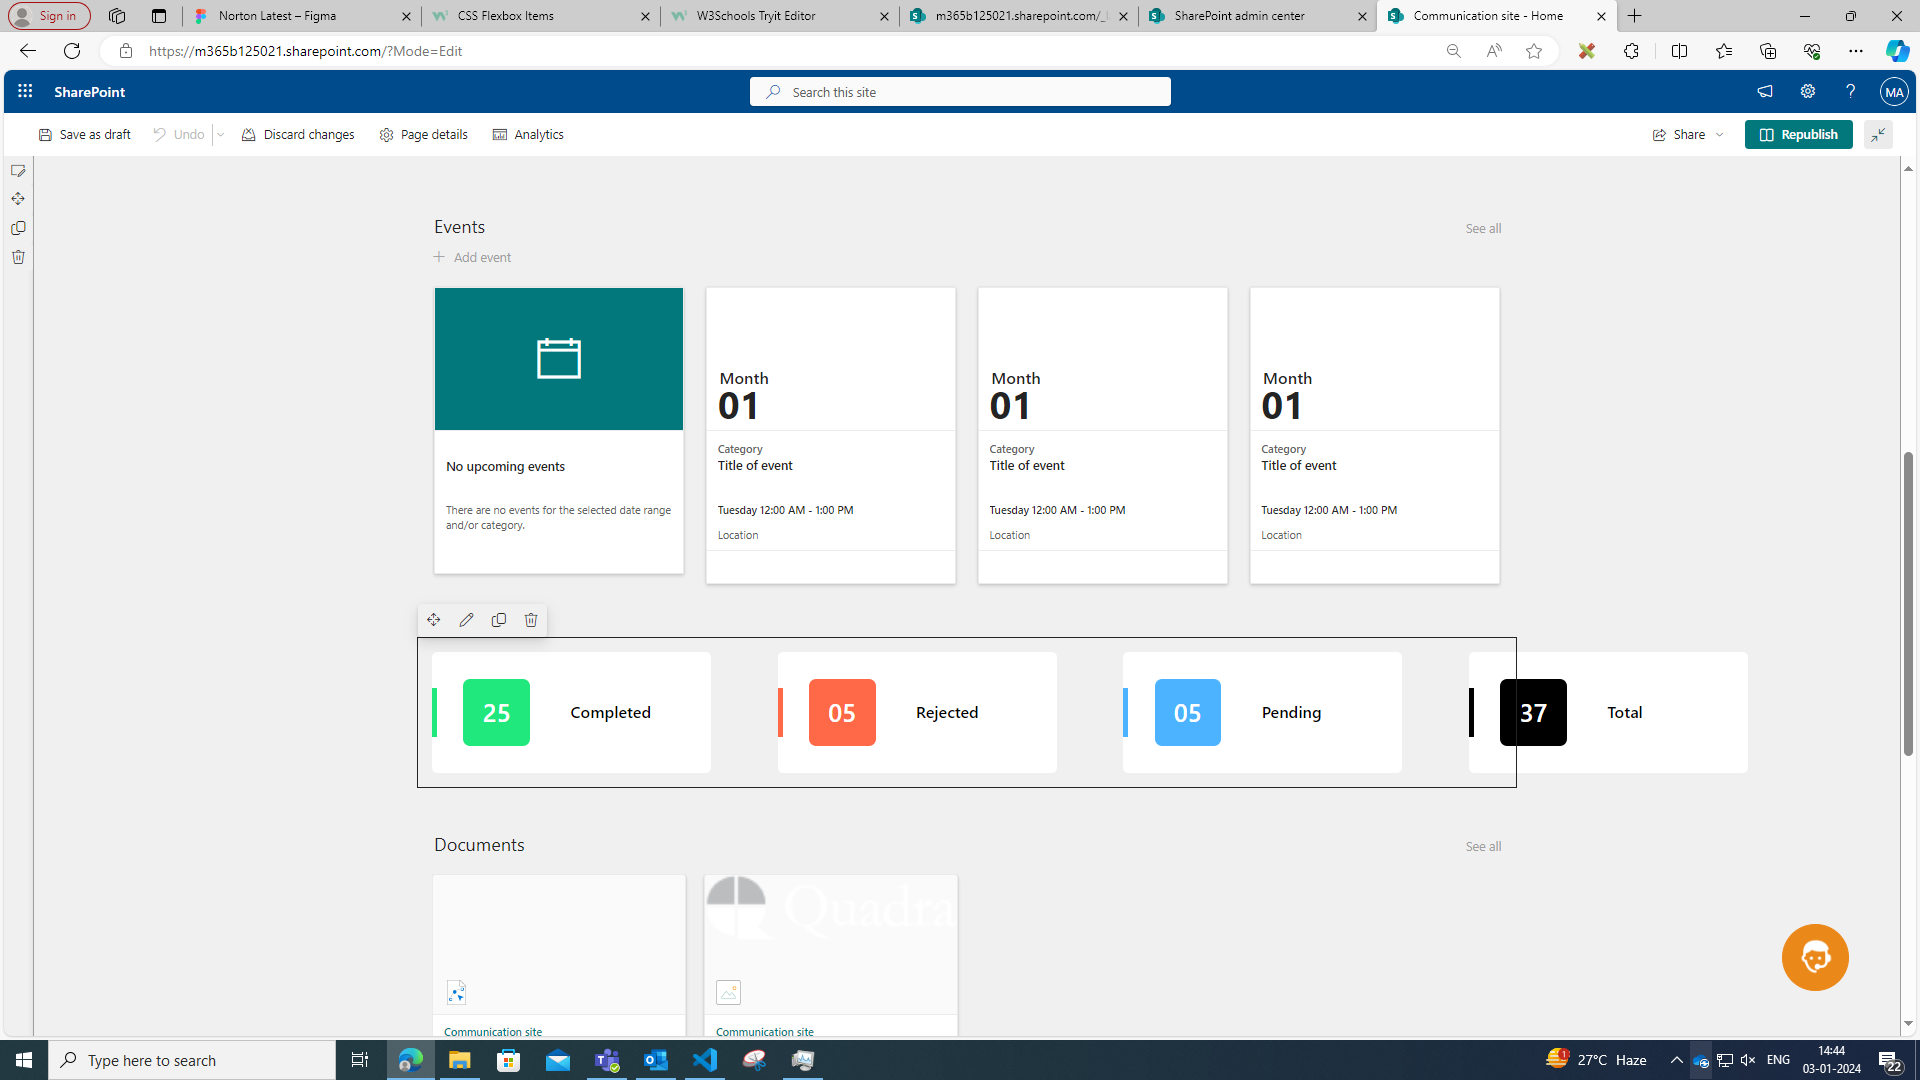 Sign in
Norton Latest – Figma
CSS Flexbox Items
W3Schools Tryit Editor
m365b125021.sharepoint.com/_l
SharePoint admin center
Communication site - Home
https://m365b125021.sharepoint.com/?Mode=Edit
SharePoint
Search this site
MA
Save as draft
Undo
Discard changes
Page details
Analytics
Share
Republish
Events
See all
Add event
No upcoming events
There are no events for the selected date range
and/or category.
Month
01
Category
Title of event
Tuesday 12:00 AM - 1:00 PM
Location
Month
01
Category
Title of event
Tuesday 12:00 AM - 1:00 PM
Location
Month
01
Category
Title of event
Tuesday 12:00 AM - 1:00 PM
Location
25 Completed
05 Rejected
05 Pending
37 Total
Documents
See all
Quadra
Communication site
Communication site
Type here to search
1
27°C Haze
ENG
14:44
03-01-2024
22